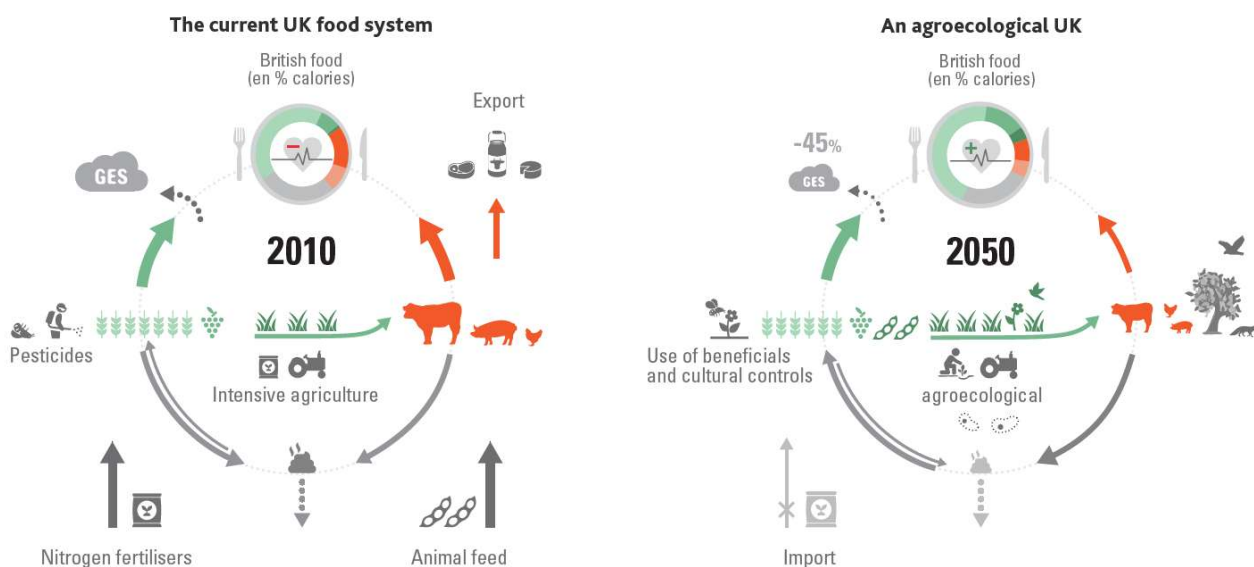 The current UK food system
British food
(en % calories)
Export
GES
2010
Pesticides
Intensive agriculture
Nitrogen fertilisers
Animal feed
An agroecological UK
British food
(en % calories)
-45%
GES
2050
Use of beneficials
and cultural controls
agroecological
Import